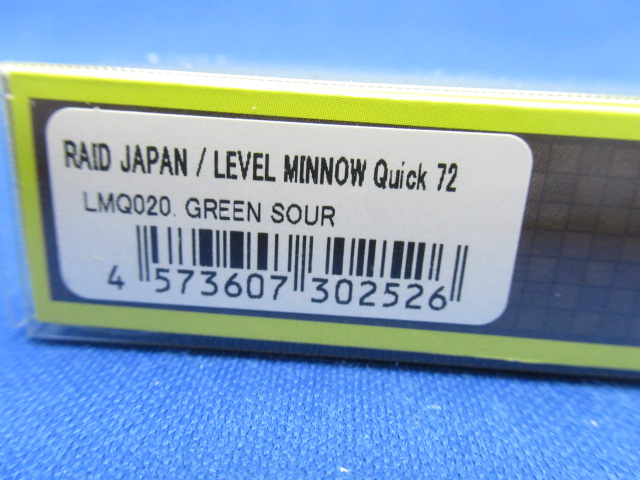 RAID JAPAN / LEVEL MINNOW Quick 72
LMQ020. GREEN SOUR
4 573607 302526